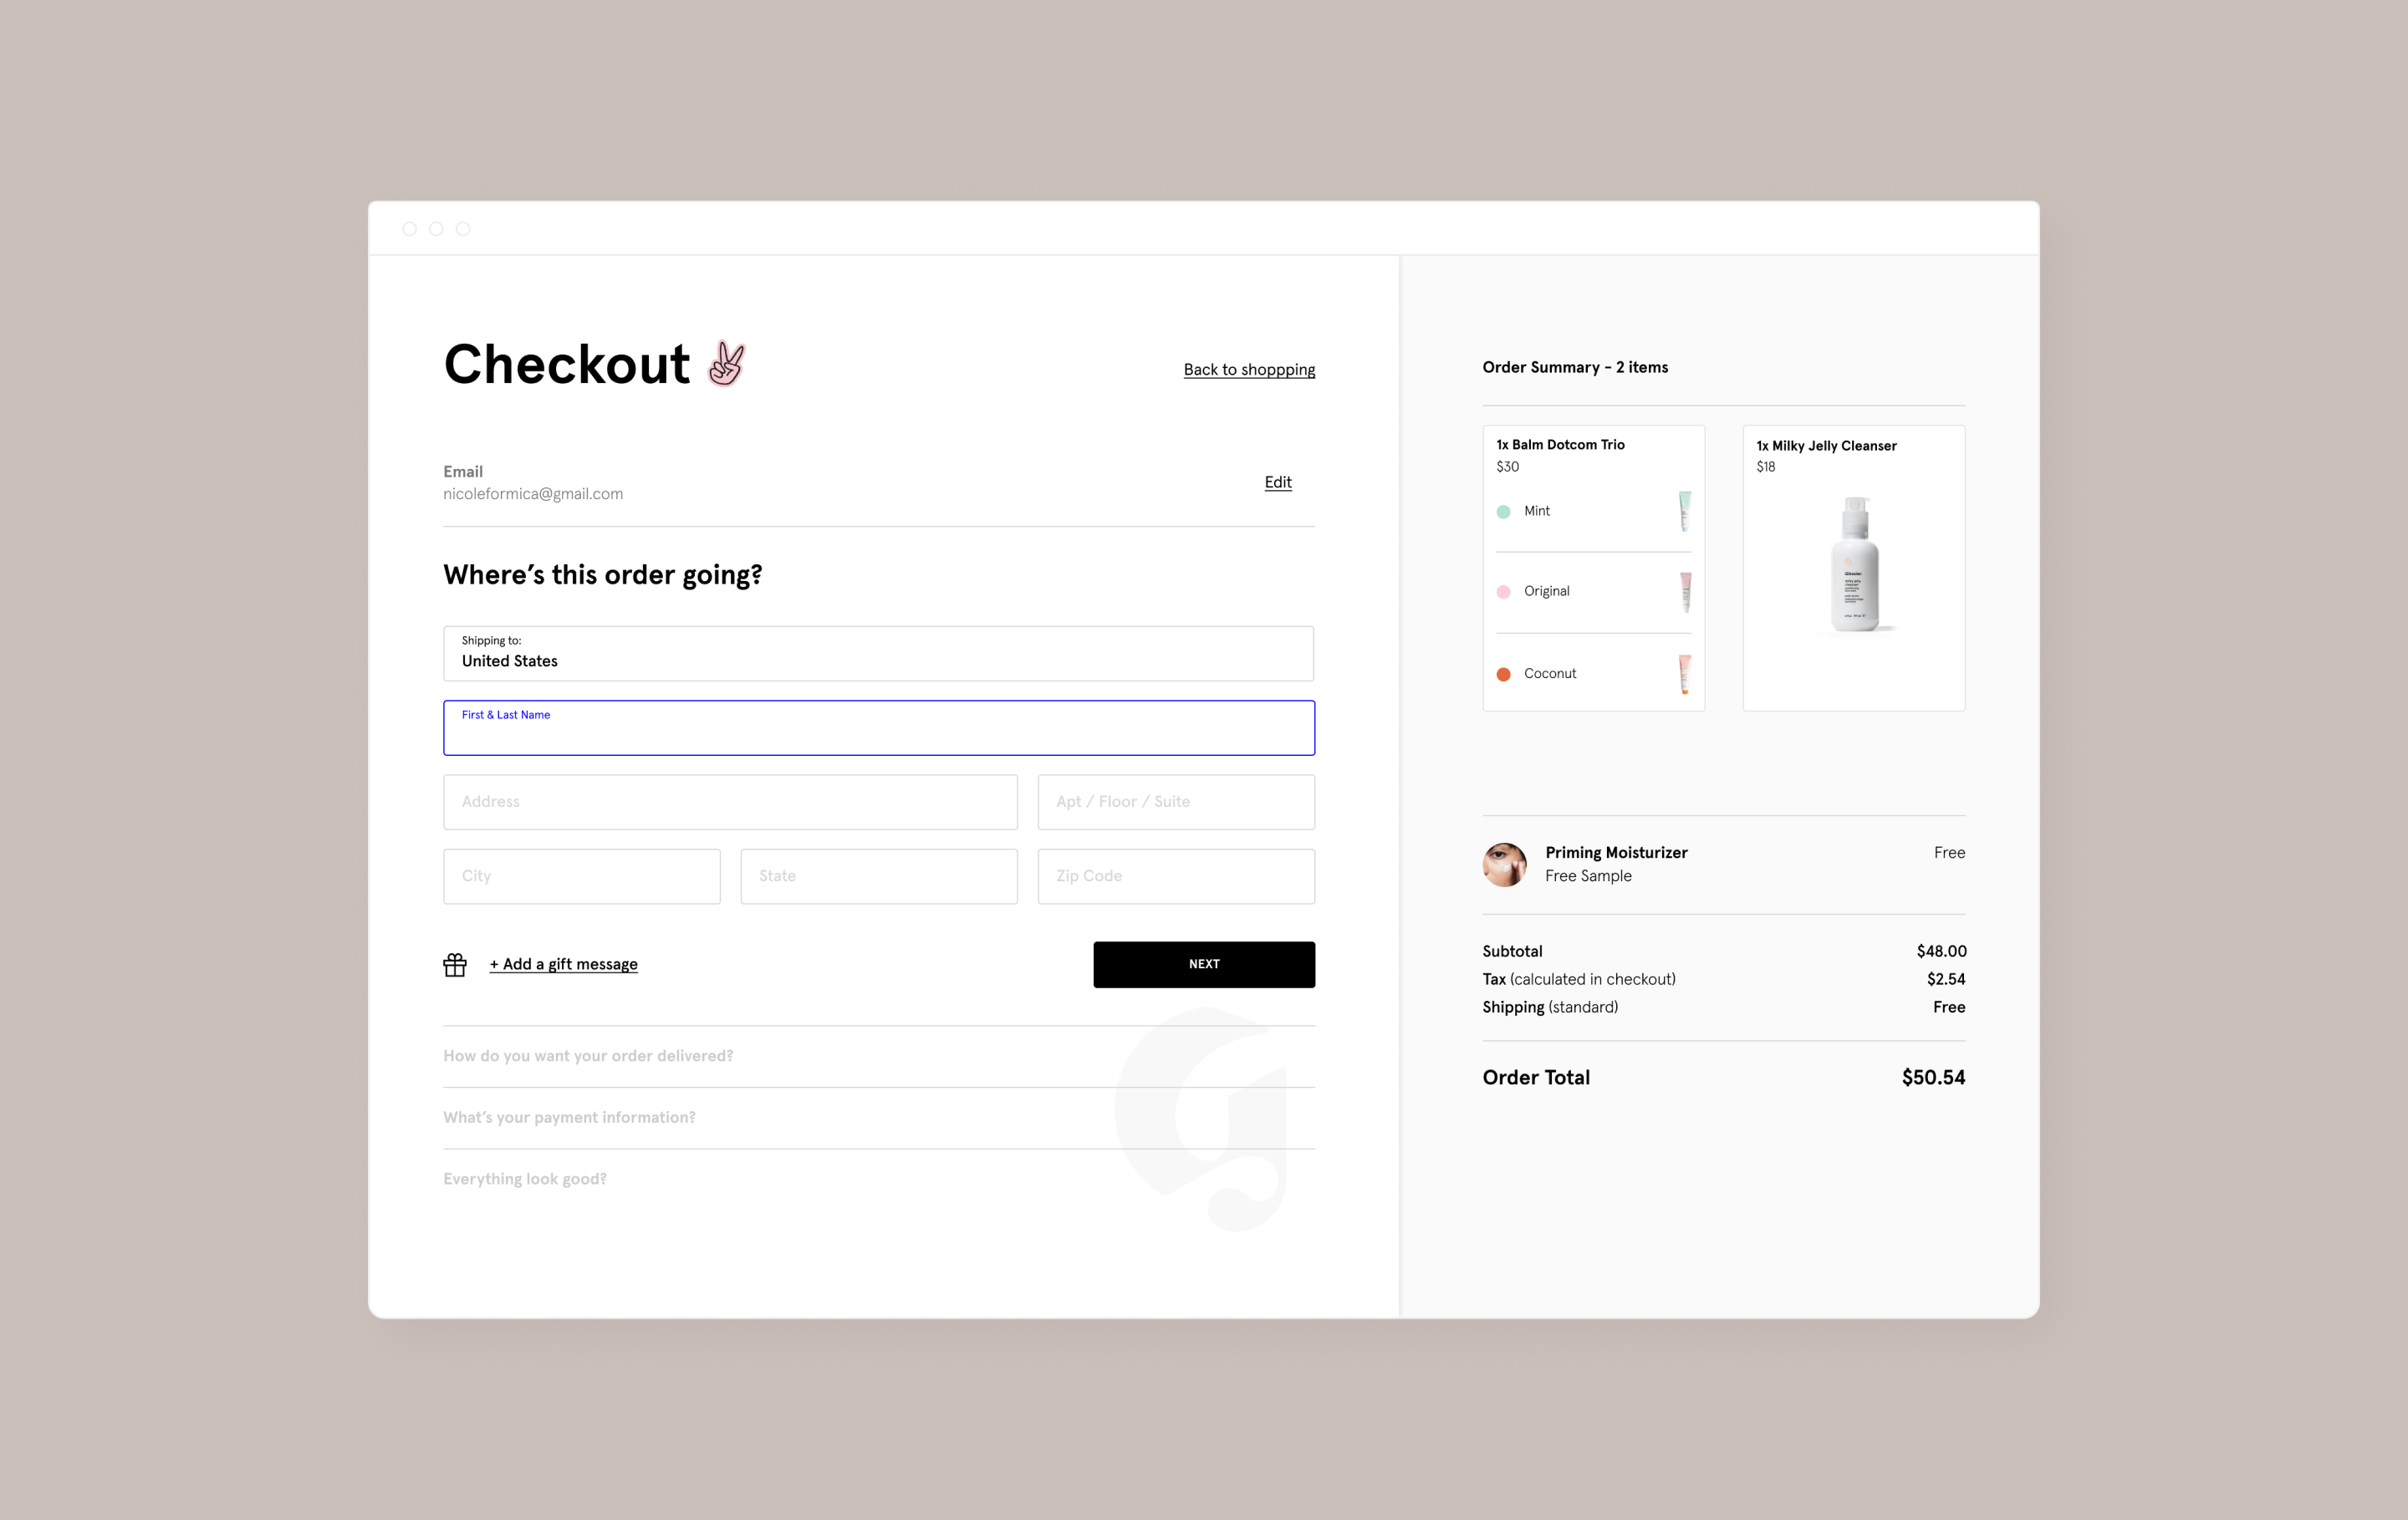 Checkout
Back to shoppping
Email
nicoleformica@gmail.com
Edit
Where's this order going?
Shipping to:
United States
First & Last Name
Address
Apt / Floor / Suite
City
State
Zip Code
+ Add a gift message
NEXT
How do you want your order delivered?
What's your payment information?
Everything look good?
Order Summary - 2 items
1x Balm Dotcom Trio
$30
Mint
Original
Coconut
1x Milky Jelly Cleanser
$18
Glossier.
Priming Moisturizer
Free
Free Sample
Subtotal
$48.00
Tax (calculated in checkout)
$2.54
Shipping (standard)
Free
Order Total
$50.54